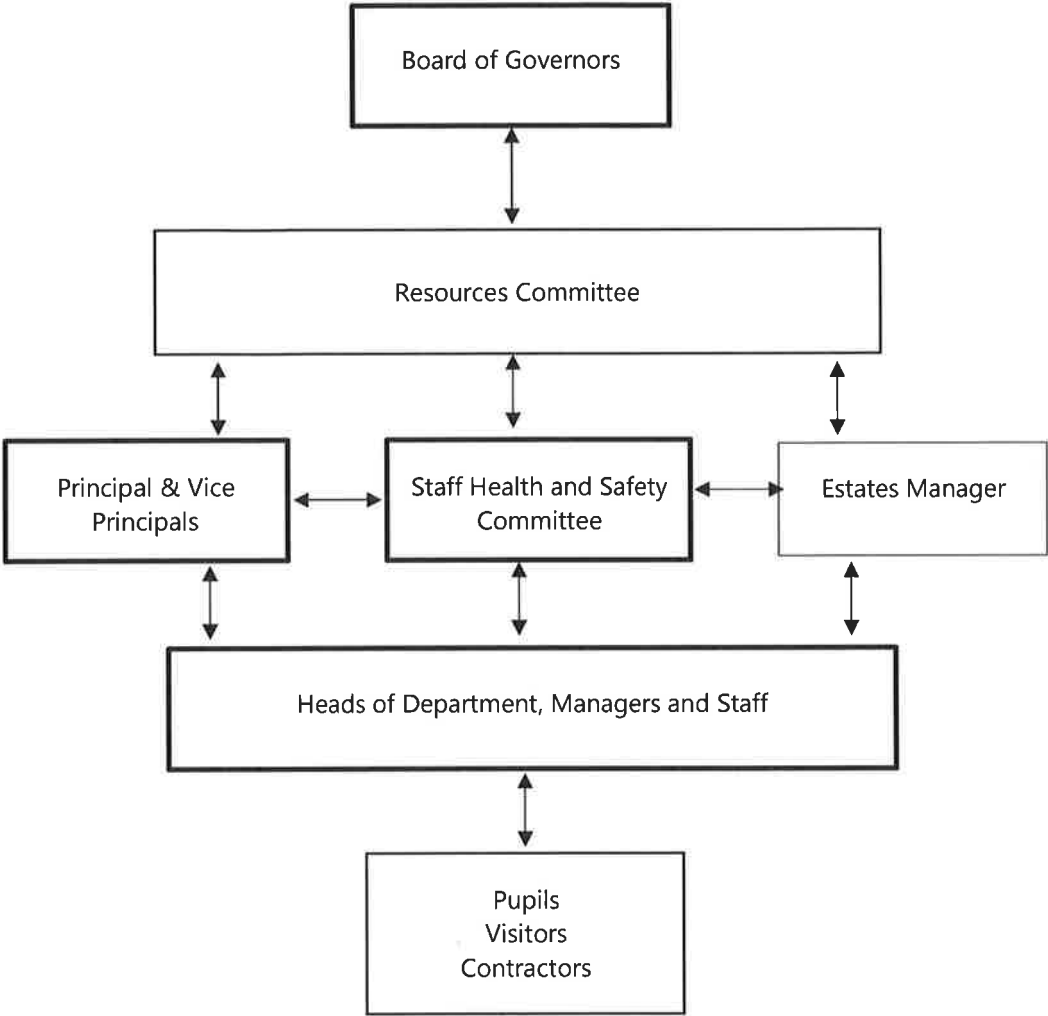 Board of Governors
Resources Committee
Principal & Vice
Principals
Staff Health and Safety
Committee
Estates Manager
Heads of Department, Managers and Staff
Pupils
Visitors
Contractors